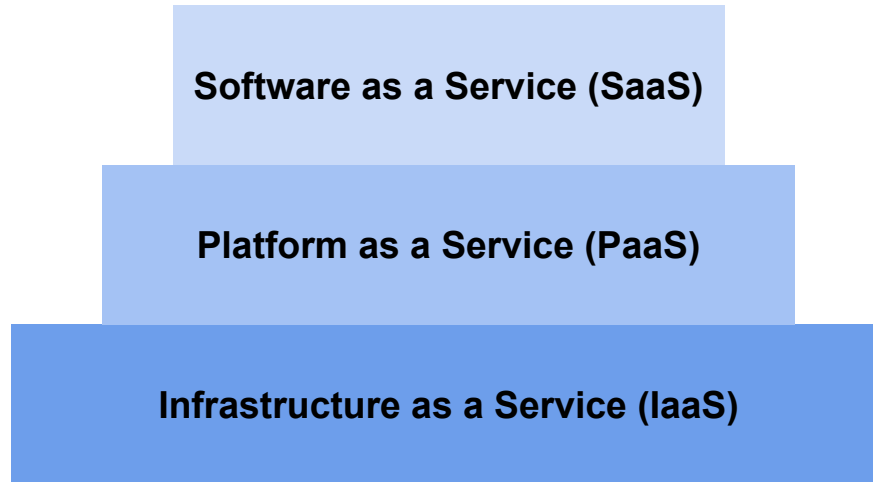 Software as a Service (SaaS)
Platform as a Service (PaaS)
Infrastructure as a Service (IaaS)